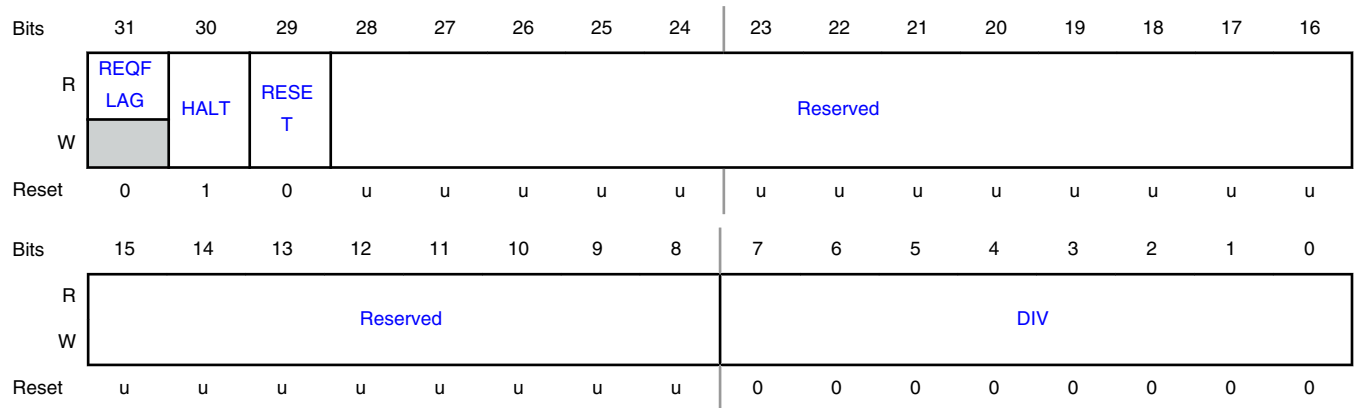 Bits 31 30 29 28 27 26 25 24 23 22 21 20 19 18 17 16
R REQF LAG HALT RESE T Reserved
W
Reset 0 1 0 u u u u u u u u u u u u u
Bits 15 14 13 12 11 10 9 8 7 6 5 4 3 2 1 0
R Reserved DIV
W
Reset u u u u u u u u 0 0 0 0 0 0 0 0